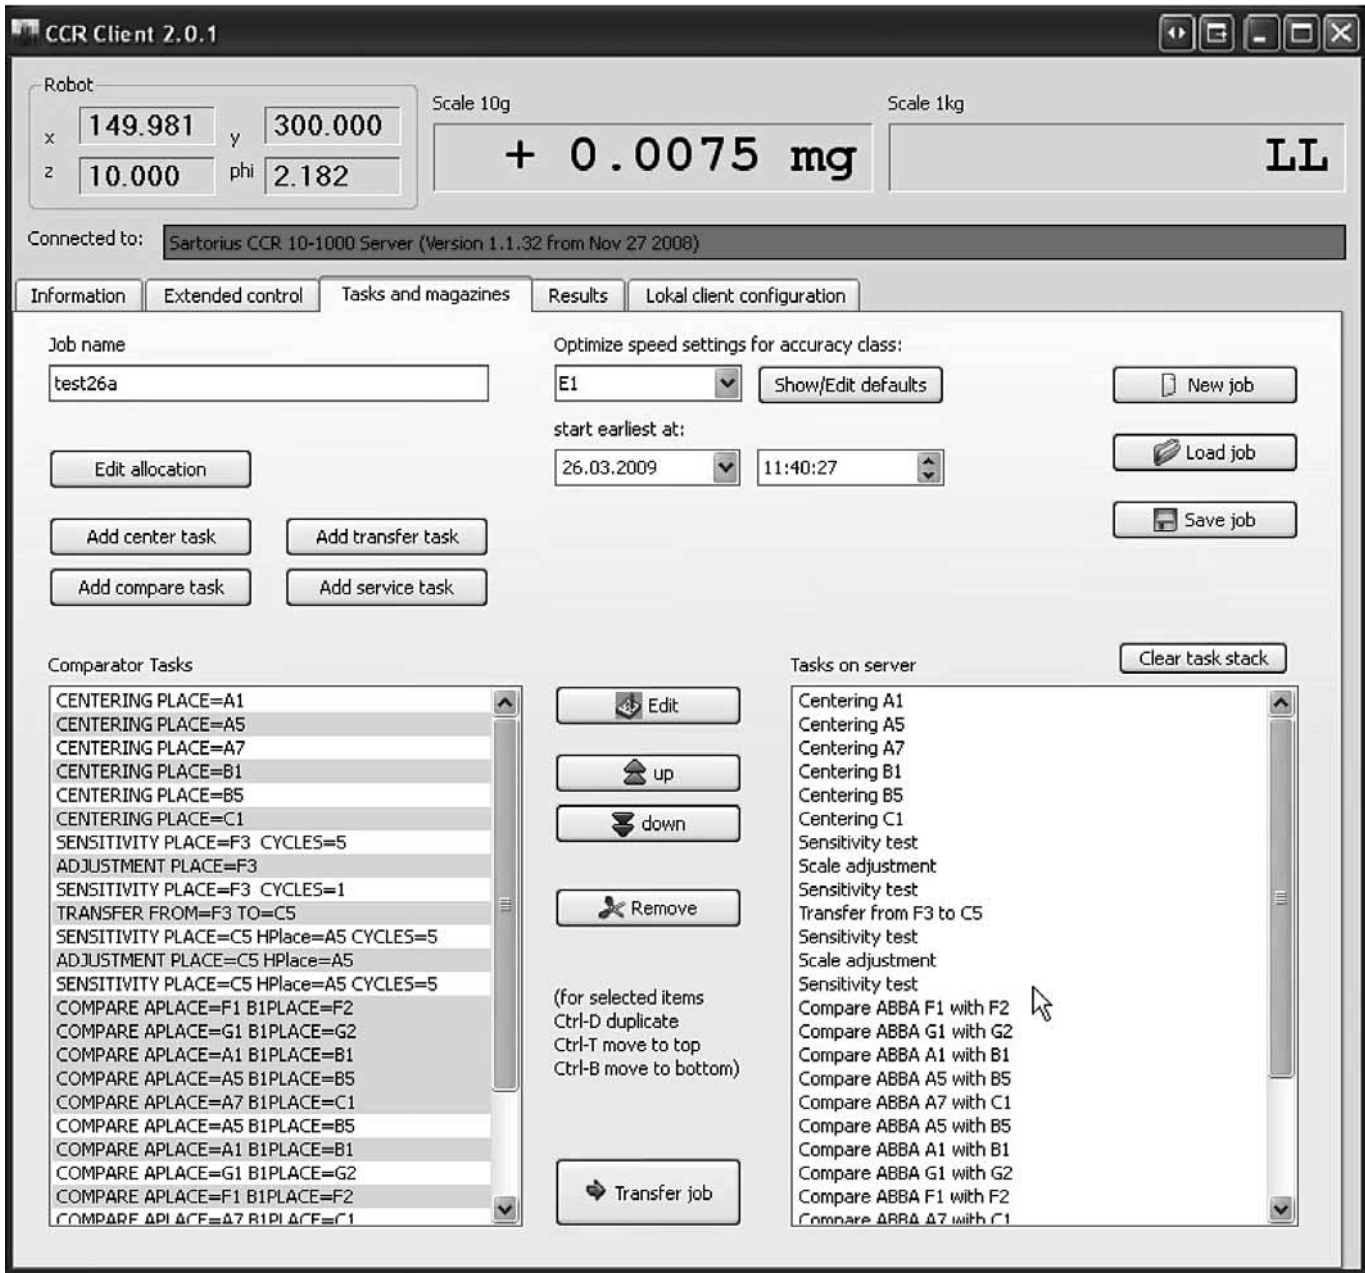 CCR Client 2.0.1
Robot
x 149.981 y 300.000
z 10.000 phi 2.182
Scale 10g
+ 0.0075 mg
Scale 1kg
LL
Connected to: Sartorius CCR 10-1000 Server (Version 1.1.32 from Nov 27 2008)
Information Extended control Tasks and magazines Results Lokal client configuration
Job name
test26a
Optimize speed settings for accuracy class:
E1 Show/Edit defaults
start earliest at:
26.03.2009 11:40:27
New job
Load job
Save job
Edit allocation
Add center task Add transfer task
Add compare task Add service task
Comparator Tasks
CENTERING PLACE=A1
CENTERING PLACE=A5
CENTERING PLACE=A7
CENTERING PLACE=B1
CENTERING PLACE=B5
CENTERING PLACE=C1
SENSITIVITY PLACE=F3 CYCLES=5
ADJUSTMENT PLACE=F3
SENSITIVITY PLACE=F3 CYCLES=1
TRANSFER FROM=F3 TO=C5
SENSITIVITY PLACE=C5 HPlace=A5 CYCLES=5
ADJUSTMENT PLACE=C5 HPlace=A5
SENSITIVITY PLACE=C5 HPlace=A5 CYCLES=5
COMPARE APLACE=F1 B1PLACE=F2
COMPARE APLACE=G1 B1PLACE=G2
COMPARE APLACE=A1 B1PLACE=B1
COMPARE APLACE=A5 B1PLACE=B5
COMPARE APLACE=A7 B1PLACE=C1
COMPARE APLACE=A5 B1PLACE=B5
COMPARE APLACE=A1 B1PLACE=B1
COMPARE APLACE=G1 B1PLACE=G2
COMPARE APLACE=F1 B1PLACE=F2
COMPARE APLACE=A7 B1PLACE=C1
Edit
up
down
Remove
(for selected items
Ctrl-D duplicate
Ctrl-T move to top
Ctrl-B move to bottom)
Transfer job
Tasks on server
Clear task stack
Centering A1
Centering A5
Centering A7
Centering B1
Centering B5
Centering C1
Sensitivity test
Scale adjustment
Sensitivity test
Transfer from F3 to C5
Sensitivity test
Scale adjustment
Sensitivity test
Compare ABBA F1 with F2
Compare ABBA G1 with G2
Compare ABBA A1 with B1
Compare ABBA A5 with B5
Compare ABBA A7 with C1
Compare ABBA A5 with B5
Compare ABBA A1 with B1
Compare ABBA G1 with G2
Compare ABBA F1 with F2
Compare ABBA A7 with C1